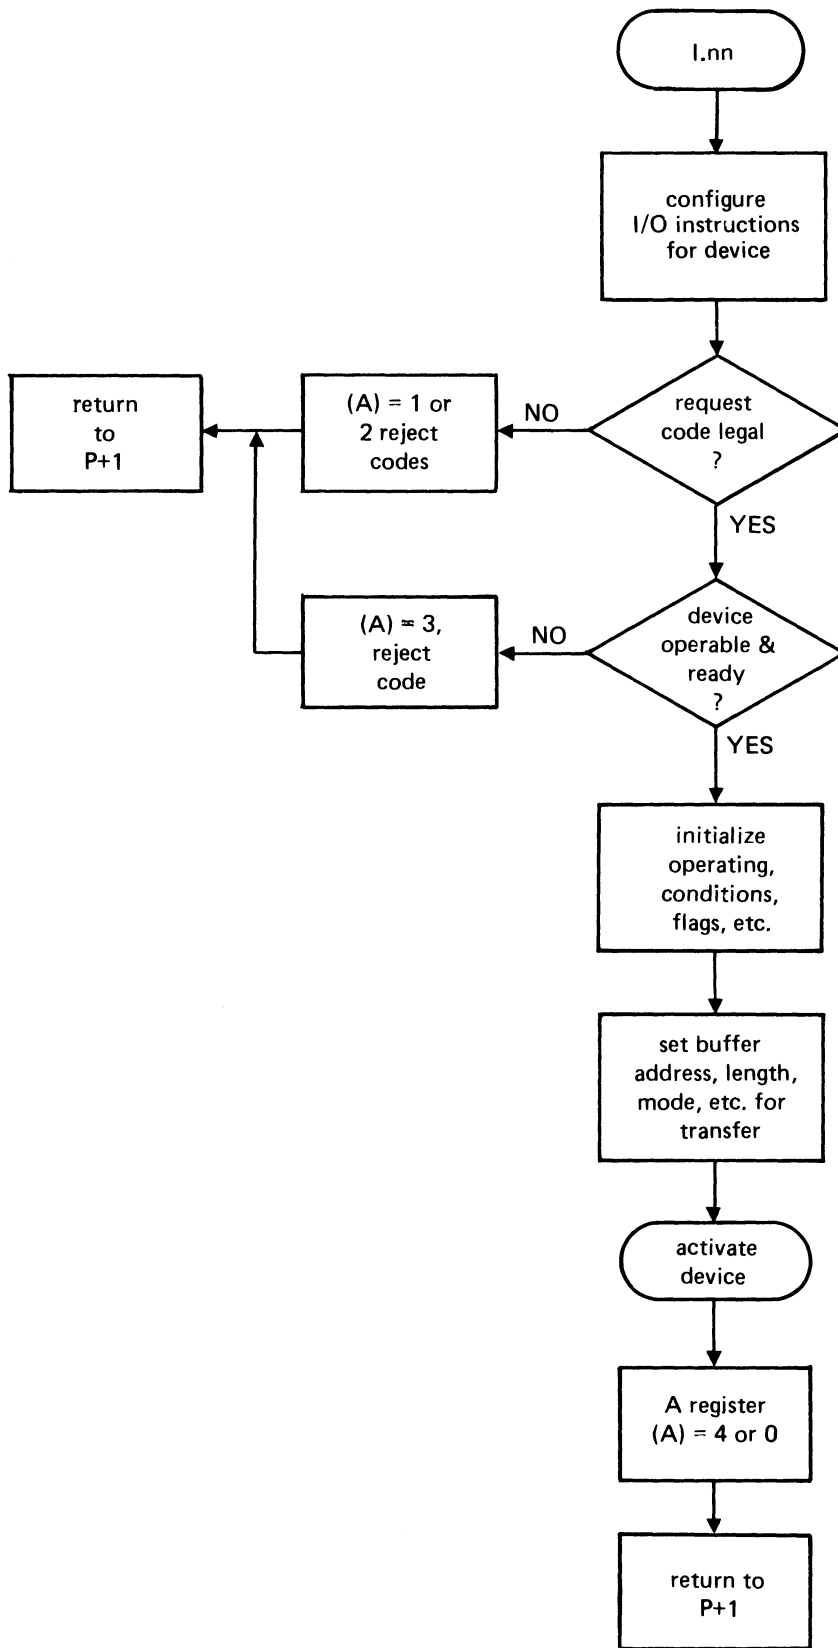 I.nn
configure
I/O instructions
for device
request
code legal
?
NO
(A) = 1 or
2 reject
codes
return
to
P+1
YES
device
operable &
ready
?
NO
(A) = 3,
reject
code
YES
initialize
operating,
conditions,
flags, etc.
set buffer
address, length,
mode, etc. for
transfer
activate
device
A register
(A) = 4 or 0
return to
P+1